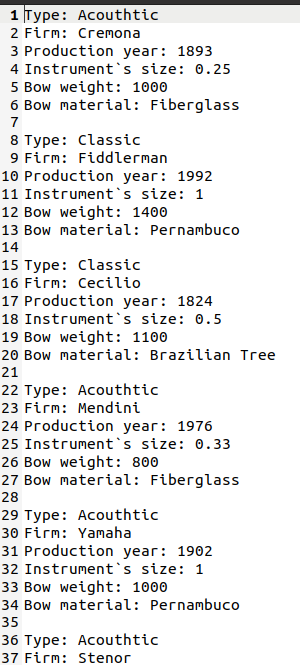 1 Type: Acouthtic
2 Firm: Cremona
3 Production year: 1893
4 Instrument`s size: 0.25
5 Bow weight: 1000
6 Bow material: Fiberglass
7
8 Type: Classic
9 Firm: Fiddlerman
10 Production year: 1992
11 Instrument`s size: 1
12 Bow weight: 1400
13 Bow material: Pernambuco
14
15 Type: Classic
16 Firm: Cecilio
17 Production year: 1824
18 Instrument`s size: 0.5
19 Bow weight: 1100
20 Bow material: Brazilian Tree
21
22 Type: Acouthtic
23 Firm: Mendini
24 Production year: 1976
25 Instrument`s size: 0.33
26 Bow weight: 800
27 Bow material: Fiberglass
28
29 Type: Acouthtic
30 Firm: Yamaha
31 Production year: 1902
32 Instrument`s size: 1
33 Bow weight: 1000
34 Bow material: Pernambuco
35
36 Type: Acouthtic
37 Firm: Stenor